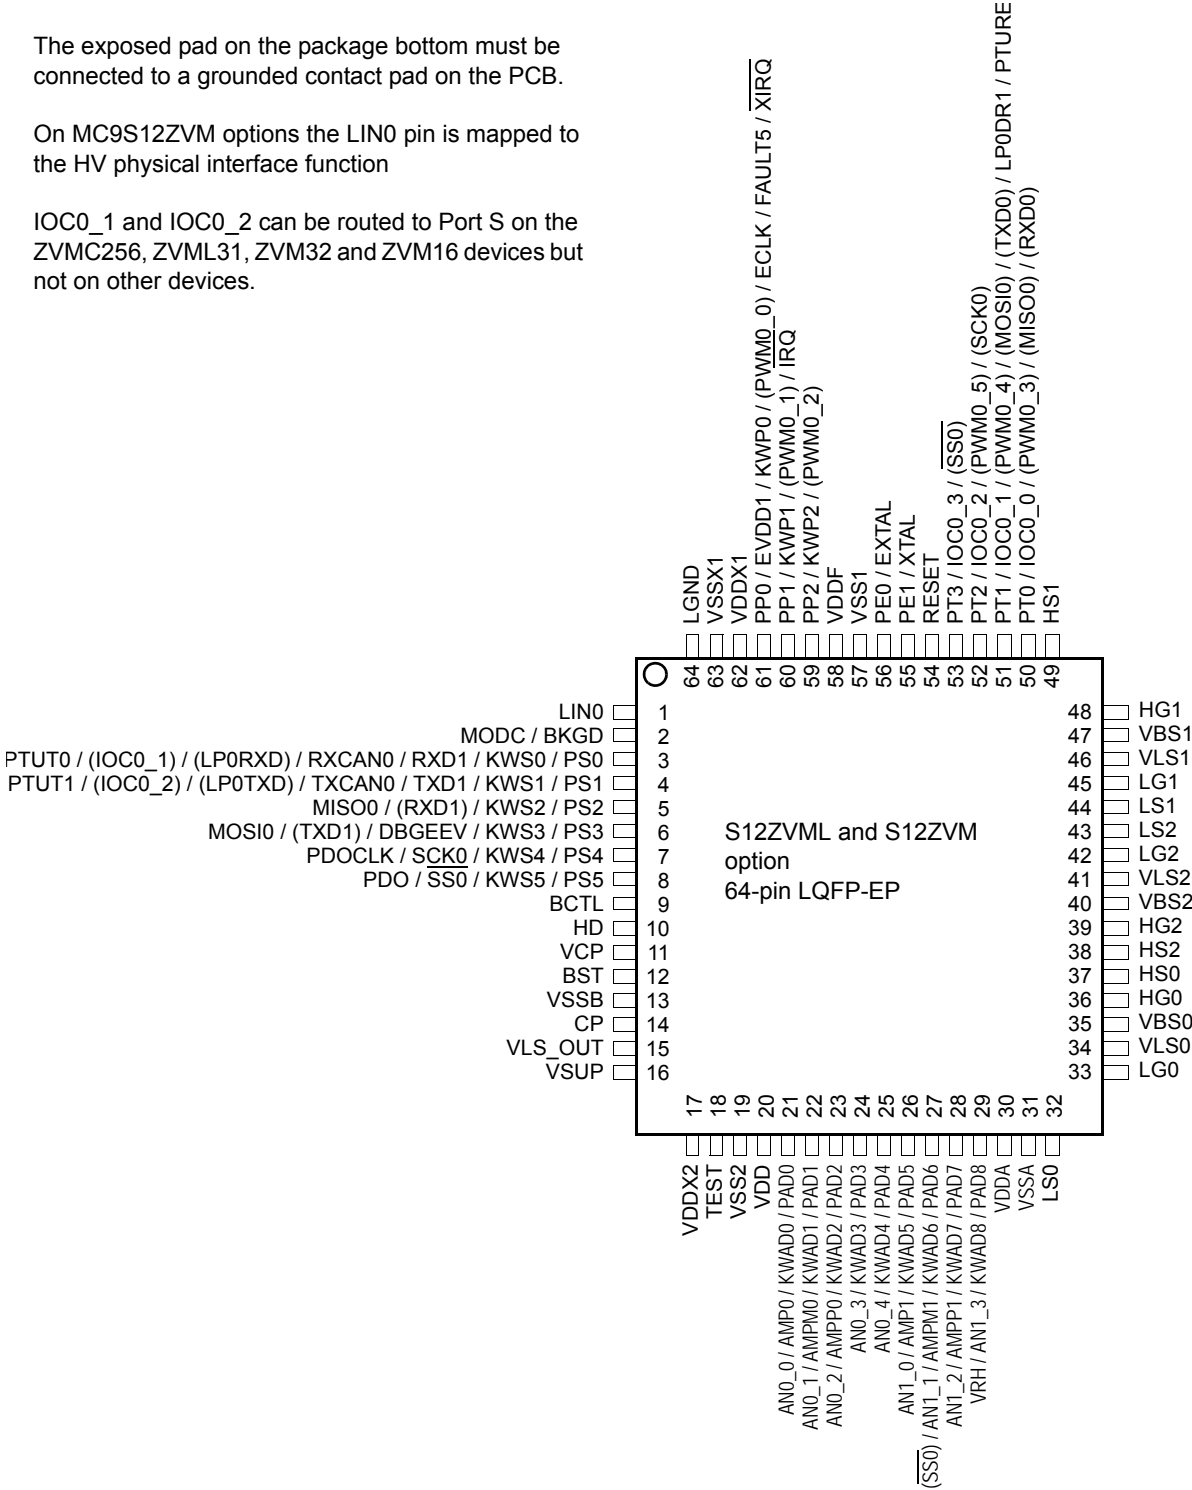 The exposed pad on the package bottom must be
connected to a grounded contact pad on the PCB.
On MC9S12ZVM options the LIN0 pin is mapped to
the HV physical interface function
IOC0_1 and IOC0_2 can be routed to Port S on the
ZVMC256, ZVML31, ZVM32 and ZVM16 devices but
not on other devices.
LGND
VSSX1
VDDX1
PP0 / EVDD1 / KWP0 / (PWM0_0) / ECLK / FAULT5 / XIRQ
PP1 / KWP1 / (PWM0_1) / IRQ
PP2 / KWP2 / (PWM0_2)
VDDF
VSS1
PE0 / EXTAL
PE1 / XTAL
RESET
PT3 / IOC0_3 / (SS0)
PT2 / IOC0_2 / (PWM0_5) / (SCK0)
PT1 / IOC0_1 / (PWM0_4) / (MOSI0) / (TXD0) / LP0DR1 / PTURE
PT0 / IOC0_0 / (PWM0_3) / (MISO0) / (RXD0)
HS1
64
63
62
61
60
59
58
57
56
55
54
53
52
51
50
49
LIN0 1
MODC / BKGD 2
PTUT0 / (IOC0_1) / (LP0RXD) / RXCAN0 / RXD1 / KWS0 / PS0 3
PTUT1 / (IOC0_2) / (LP0TXD) / TXCAN0 / TXD1 / KWS1 / PS1 4
MISO0 / (RXD1) / KWS2 / PS2 5
MOSI0 / (TXD1) / DBGEEV / KWS3 / PS3 6
PDOCLK / SCK0 / KWS4 / PS4 7
PDO / SS0 / KWS5 / PS5 8
BCTL 9
HD 10
VCP 11
BST 12
VSSB 13
CP 14
VLS_OUT 15
VSUP 16
S12ZVML and S12ZVM
option
64-pin LQFP-EP
48 HG1
47 VBS1
46 VLS1
45 LG1
44 LS1
43 LS2
42 LG2
41 VLS2
40 VBS2
39 HG2
38 HS2
37 HS0
36 HG0
35 VBS0
34 VLS0
33 LG0
17
18
19
20
21
22
23
24
25
26
27
28
29
30
31
32
VDDX2
TEST
VSS2
VDD
AN0_0 / AMP0 / KWAD0 / PAD0
AN0_1 / AMPM0 / KWAD1 / PAD1
AN0_2 / AMPP0 / KWAD2 / PAD2
AN0_3 / KWAD3 / PAD3
AN0_4 / KWAD4 / PAD4
AN1_0 / AMP1 / KWAD5 / PAD5
(SS0) / AN1_1 / AMPM1 / KWAD6 / PAD6
AN1_2 / AMPP1 / KWAD7 / PAD7
VRH / AN1_3 / KWAD8 / PAD8
VDDA
VSSA
LS0